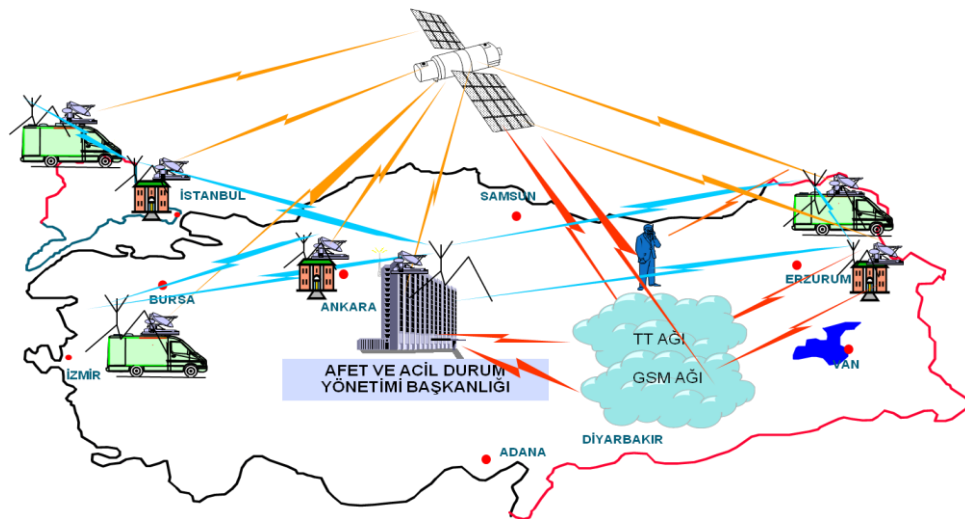 İSTANBUL
SAMSUN
BURSA
ANKARA
ERZURUM
TT AĞI
VAN
İZMİR
AFET VE ACİL DURUM
YÖNETİMİ BAŞKANLIĞI
GSM AĞI
DİYARBAKIR
ADANA